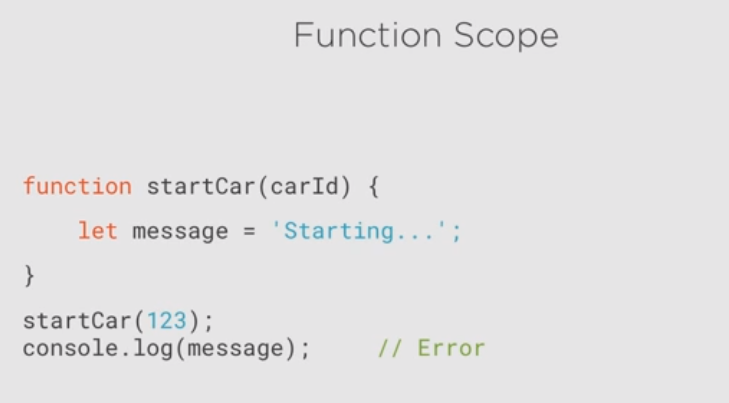 Function Scope
function startCar(carId) {
let message = 'Starting...';
}
startCar(123);
console.log(message); // Error